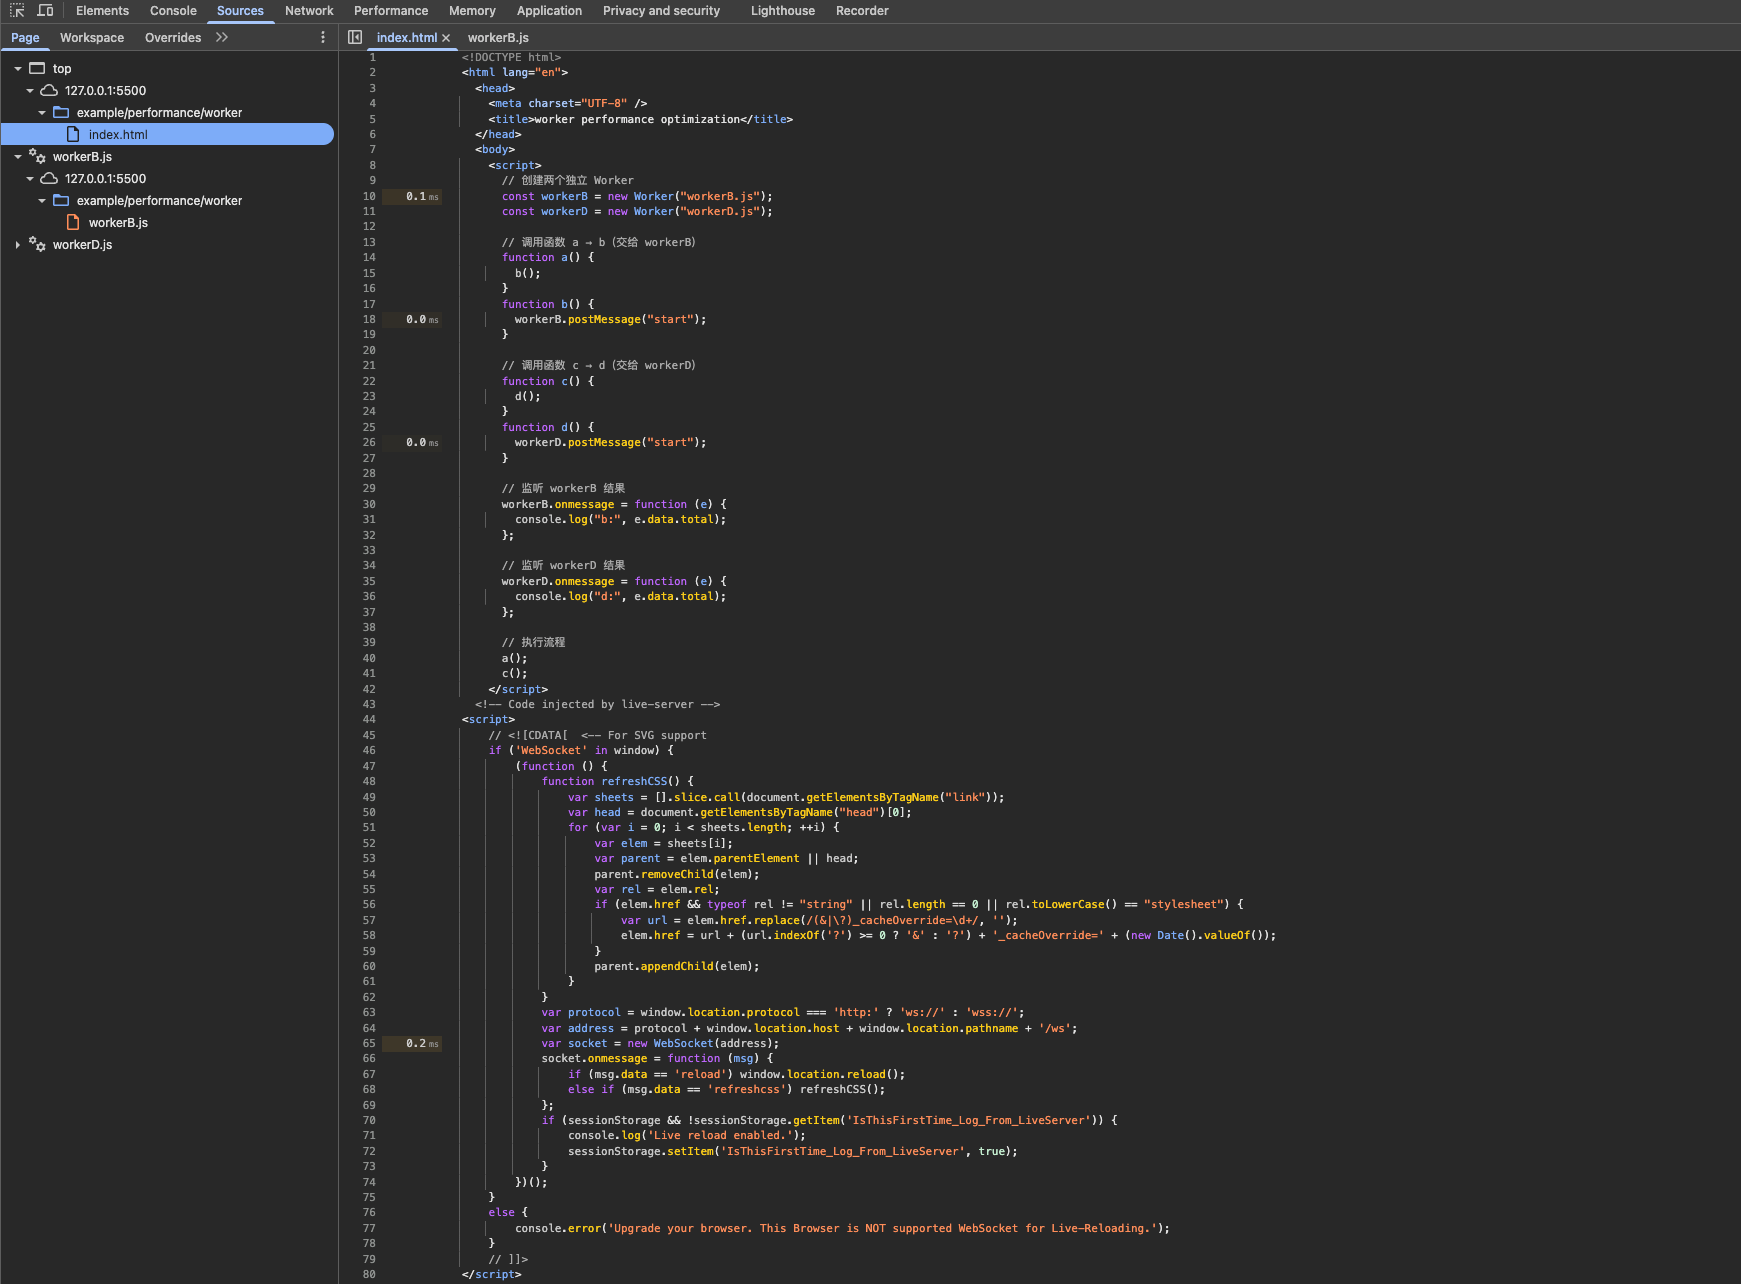 Elements Console Sources Network Performance Memory Application Privacy and security Lighthouse Recorder
Page Workspace Overrides
index.html workerB.js
top
127.0.0.1:5500
example/performance/worker
index.html
workerB.js
127.0.0.1:5500
example/performance/worker
workerB.js
workerD.js
1 <!DOCTYPE html>
2 <html lang="en">
3 <head>
4 <meta charset="UTF-8" />
5 <title>worker performance optimization</title>
6 </head>
7 <body>
8 <script>
9 // 创建两个独立 Worker
10 0.1 ms const workerB = new Worker("workerB.js");
11 const workerD = new Worker("workerD.js");
12
13 // 调用函数 a → b（交给 workerB）
14 function a() {
15 b();
16 }
17 function b() {
18 0.0 ms workerB.postMessage("start");
19 }
20
21 // 调用函数 c → d（交给 workerD）
22 function c() {
23 d();
24 }
25 function d() {
26 0.0 ms workerD.postMessage("start");
27 }
28
29 // 监听 workerB 结果
30 workerB.onmessage = function (e) {
31 console.log("b:", e.data.total);
32 };
33
34 // 监听 workerD 结果
35 workerD.onmessage = function (e) {
36 console.log("d:", e.data.total);
37 };
38
39 // 执行流程
40 a();
41 c();
42 </script>
43 <!-- Code injected by live-server -->
44 <script>
45 // <![CDATA[  <-- For SVG support
46 if ('WebSocket' in window) {
47 (function () {
48 function refreshCSS() {
49 var sheets = [].slice.call(document.getElementsByTagName("link"));
50 var head = document.getElementsByTagName("head")[0];
51 for (var i = 0; i < sheets.length; ++i) {
52 var elem = sheets[i];
53 var parent = elem.parentElement || head;
54 parent.removeChild(elem);
55 var rel = elem.rel;
56 if (elem.href && typeof rel != "string" || rel.length == 0 || rel.toLowerCase() == "stylesheet") {
57 var url = elem.href.replace(/(&|\?)_cacheOverride=\d+/, '');
58 elem.href = url + (url.indexOf('?') >= 0 ? '&' : '?') + '_cacheOverride=' + (new Date().valueOf());
59 }
60 parent.appendChild(elem);
61 }
62 }
63 var protocol = window.location.protocol === 'http:' ? 'ws://' : 'wss://';
64 var address = protocol + window.location.host + window.location.pathname + '/ws';
65 0.2 ms var socket = new WebSocket(address);
66 socket.onmessage = function (msg) {
67 if (msg.data == 'reload') window.location.reload();
68 else if (msg.data == 'refreshcss') refreshCSS();
69 };
70 if (sessionStorage && !sessionStorage.getItem('IsThisFirstTime_Log_From_LiveServer')) {
71 console.log('Live reload enabled.');
72 sessionStorage.setItem('IsThisFirstTime_Log_From_LiveServer', true);
73 }
74 })();
75 }
76 else {
77 console.error('Upgrade your browser. This Browser is NOT supported WebSocket for Live-Reloading.');
78 }
79 // ]]>
80 </script>